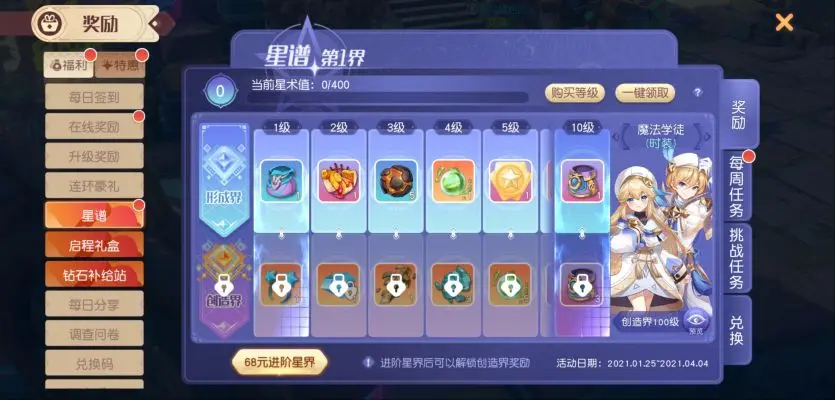 奖励
福利
特惠
每日签到
在线奖励
升级奖励
连环豪礼
星谱
启程礼盒
钻石补给站
每日分享
调查问卷
兑换码
星谱 第1界
0
当前星术值：0/400
购买等级
一键领取
?
1级
2级
3级
4级
5级
10级
形成界
创造界
魔法学徒
(时装)
创造界100级
预览
68元进阶星界
进阶星界后可以解锁创造界奖励
活动日期：2021.01.25~2021.04.04
奖励
每周任务
挑战任务
兑换